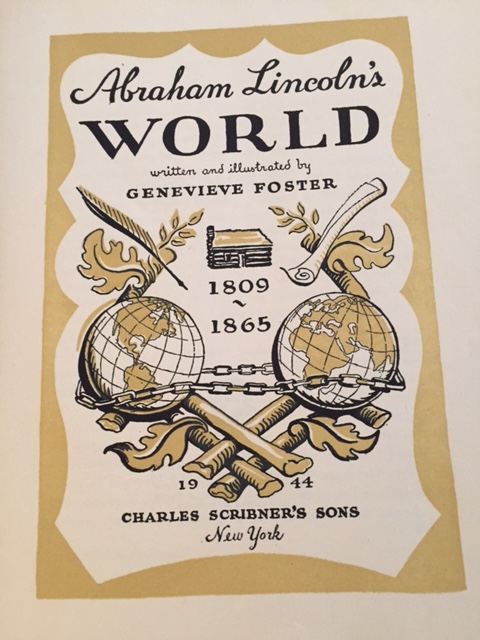 Abraham Lincoln's
WORLD
written and illustrated by
GENEVIEVE FOSTER
1809
~
1865
19 44
CHARLES SCRIBNER'S SONS
New York